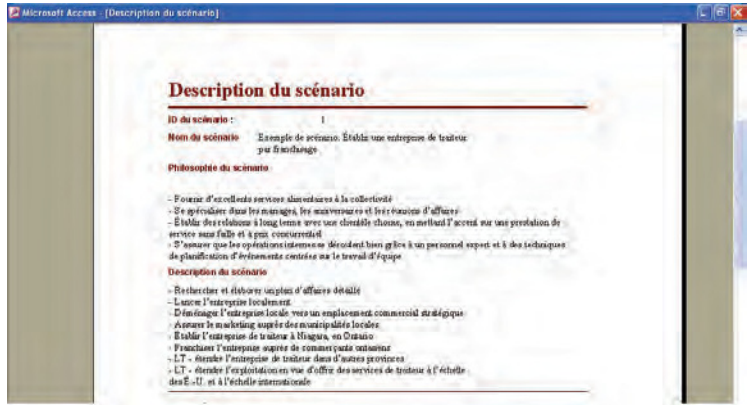 Microsoft Access - [Description du scénario]
Description du scénario
ID du scénario : 1
Nom du scénario Exemple de scénario. Établir une entreprise de traiteur
par franchisage
Philosophie du scénario
- Fournir d'excellents services alimentaires à la collectivité
- Se spécialiser dans les mariages, les anniversaires et les réunions d'affaires
- Établir des relations à long terme avec une clientèle choisie, en mettant l'accent sur une prestation de
service sans faille et à prix concurrentiel
- S'assurer que les opérations internes se déroulent bien grâce à un personnel expert et à des techniques
de planification d'événements centrées sur le travail d'équipe
Description du scénario
- Rechercher et élaborer un plan d'affaires détaillé
- Lancer l'entreprise localement
- Déménager l'entreprise locale vers un emplacement commercial stratégique
- Assurer le marketing auprès des municipalités locales
- Établir l'entreprise de traiteur à Niagara, en Ontario
- Franchiser l'entreprise auprès de commerçants ontariens
- LT - étendre l'entreprise de traiteur dans d'autres provinces
- LT - étendre l'exploitation en vue d'offrir des services de traiteur à l'échelle
des É.-U. et à l'échelle internationale